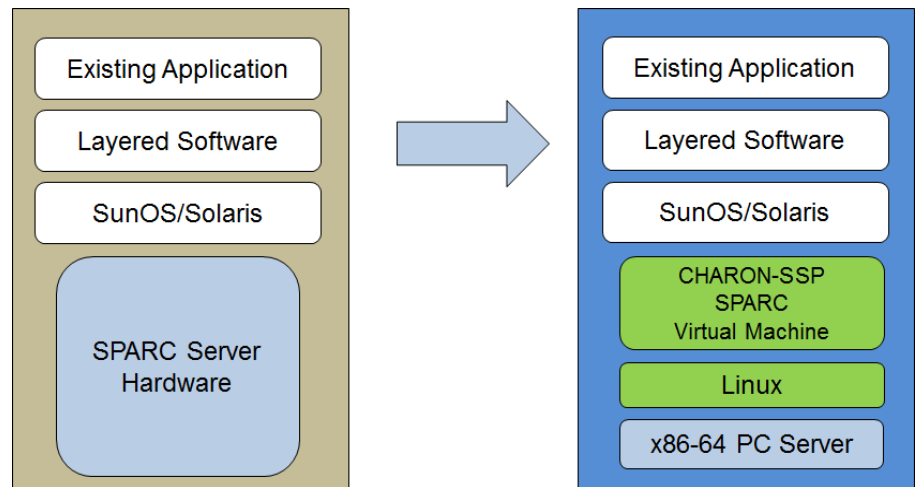 Existing Application
Layered Software
SunOS/Solaris
SPARC Server
Hardware
Existing Application
Layered Software
SunOS/Solaris
CHARON-SSP
SPARC
Virtual Machine
Linux
x86-64 PC Server